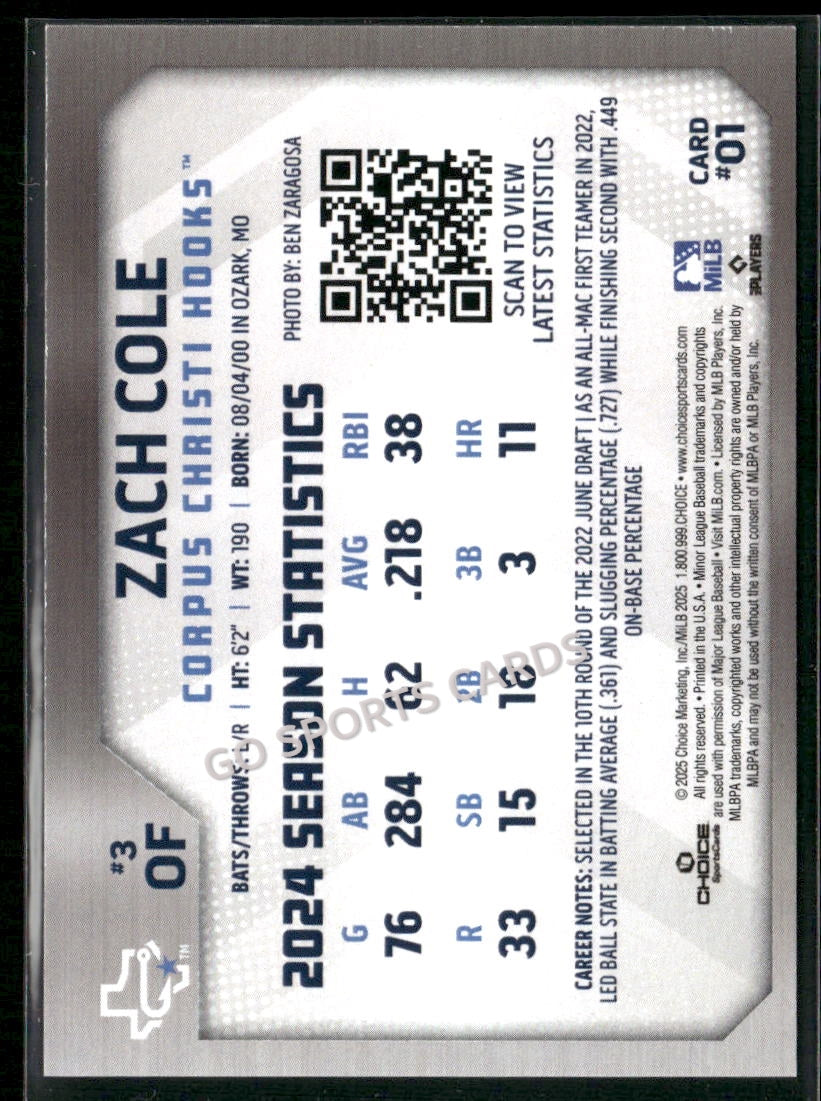 #3
OF
ZACH COLE
CORPUS CHRISTI HOOKS™
BATS/THROWS: L/R | HT: 6'2" | WT: 190 | BORN: 08/04/00 IN OZARK, MO
2024 SEASON STATISTICS
G AB H AVG RBI
76 284 62 .218 38
R SB 2B 3B HR
33 15 18 3 11
PHOTO BY: BEN ZARAGOSA
SCAN TO VIEW
LATEST STATISTICS
CAREER NOTES: SELECTED IN THE 10TH ROUND OF THE 2022 JUNE DRAFT | AS AN ALL-MAC FIRST TEAMER IN 2022,
LED BALL STATE IN BATTING AVERAGE (.361) AND SLUGGING PERCENTAGE (.727) WHILE FINISHING SECOND WITH .449
ON-BASE PERCENTAGE
CHOICE
SportsCards
© 2025 Choice Marketing, Inc./MiLB 2025 1.800.999.CHOICE • www.choicesportscards.com
All rights reserved. • Printed in the U.S.A. • Minor League Baseball trademarks and copyrights
are used with permission of Major League Baseball • Visit MiLB.com. • Licensed by MLB Players, Inc.
MLBPA trademarks, copyrighted works and other intellectual property rights are owned and/or held by
MLBPA and may not be used without the written consent of MLBPA or MLB Players, Inc.
MiLB
PLAYERS
CARD
#01
TM
GO SPORTS CARDS